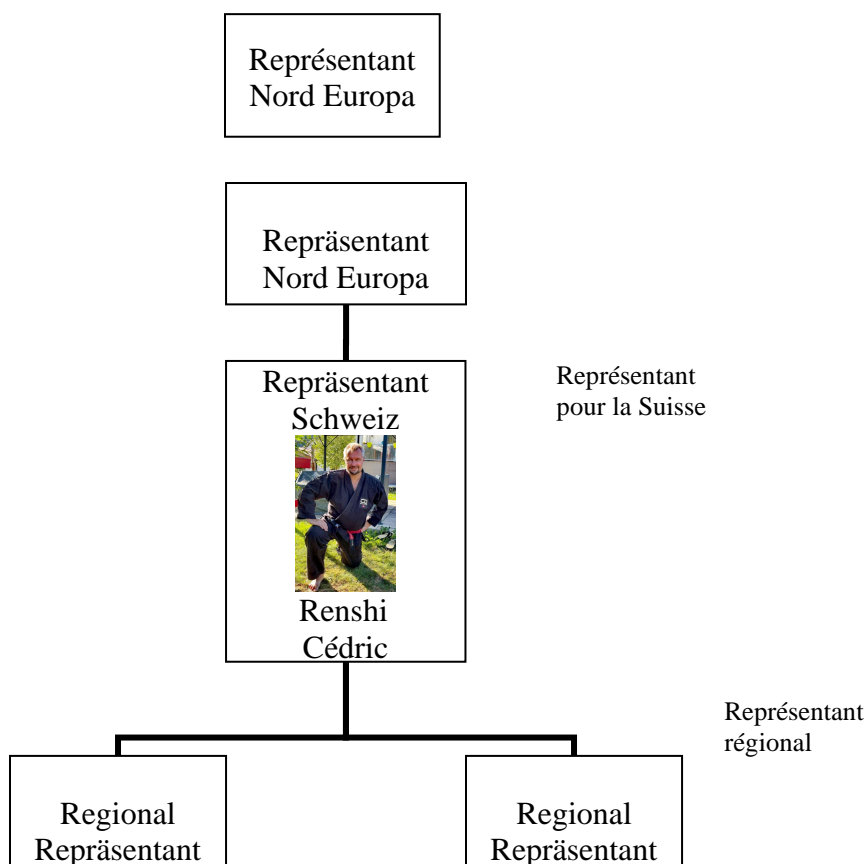 Représentant
Nord Europa
Repräsentant
Nord Europa
Repräsentant
Schweiz
Représentant
pour la Suisse
Renshi
Cédric
Représentant
régional
Regional
Repräsentant
Regional
Repräsentant